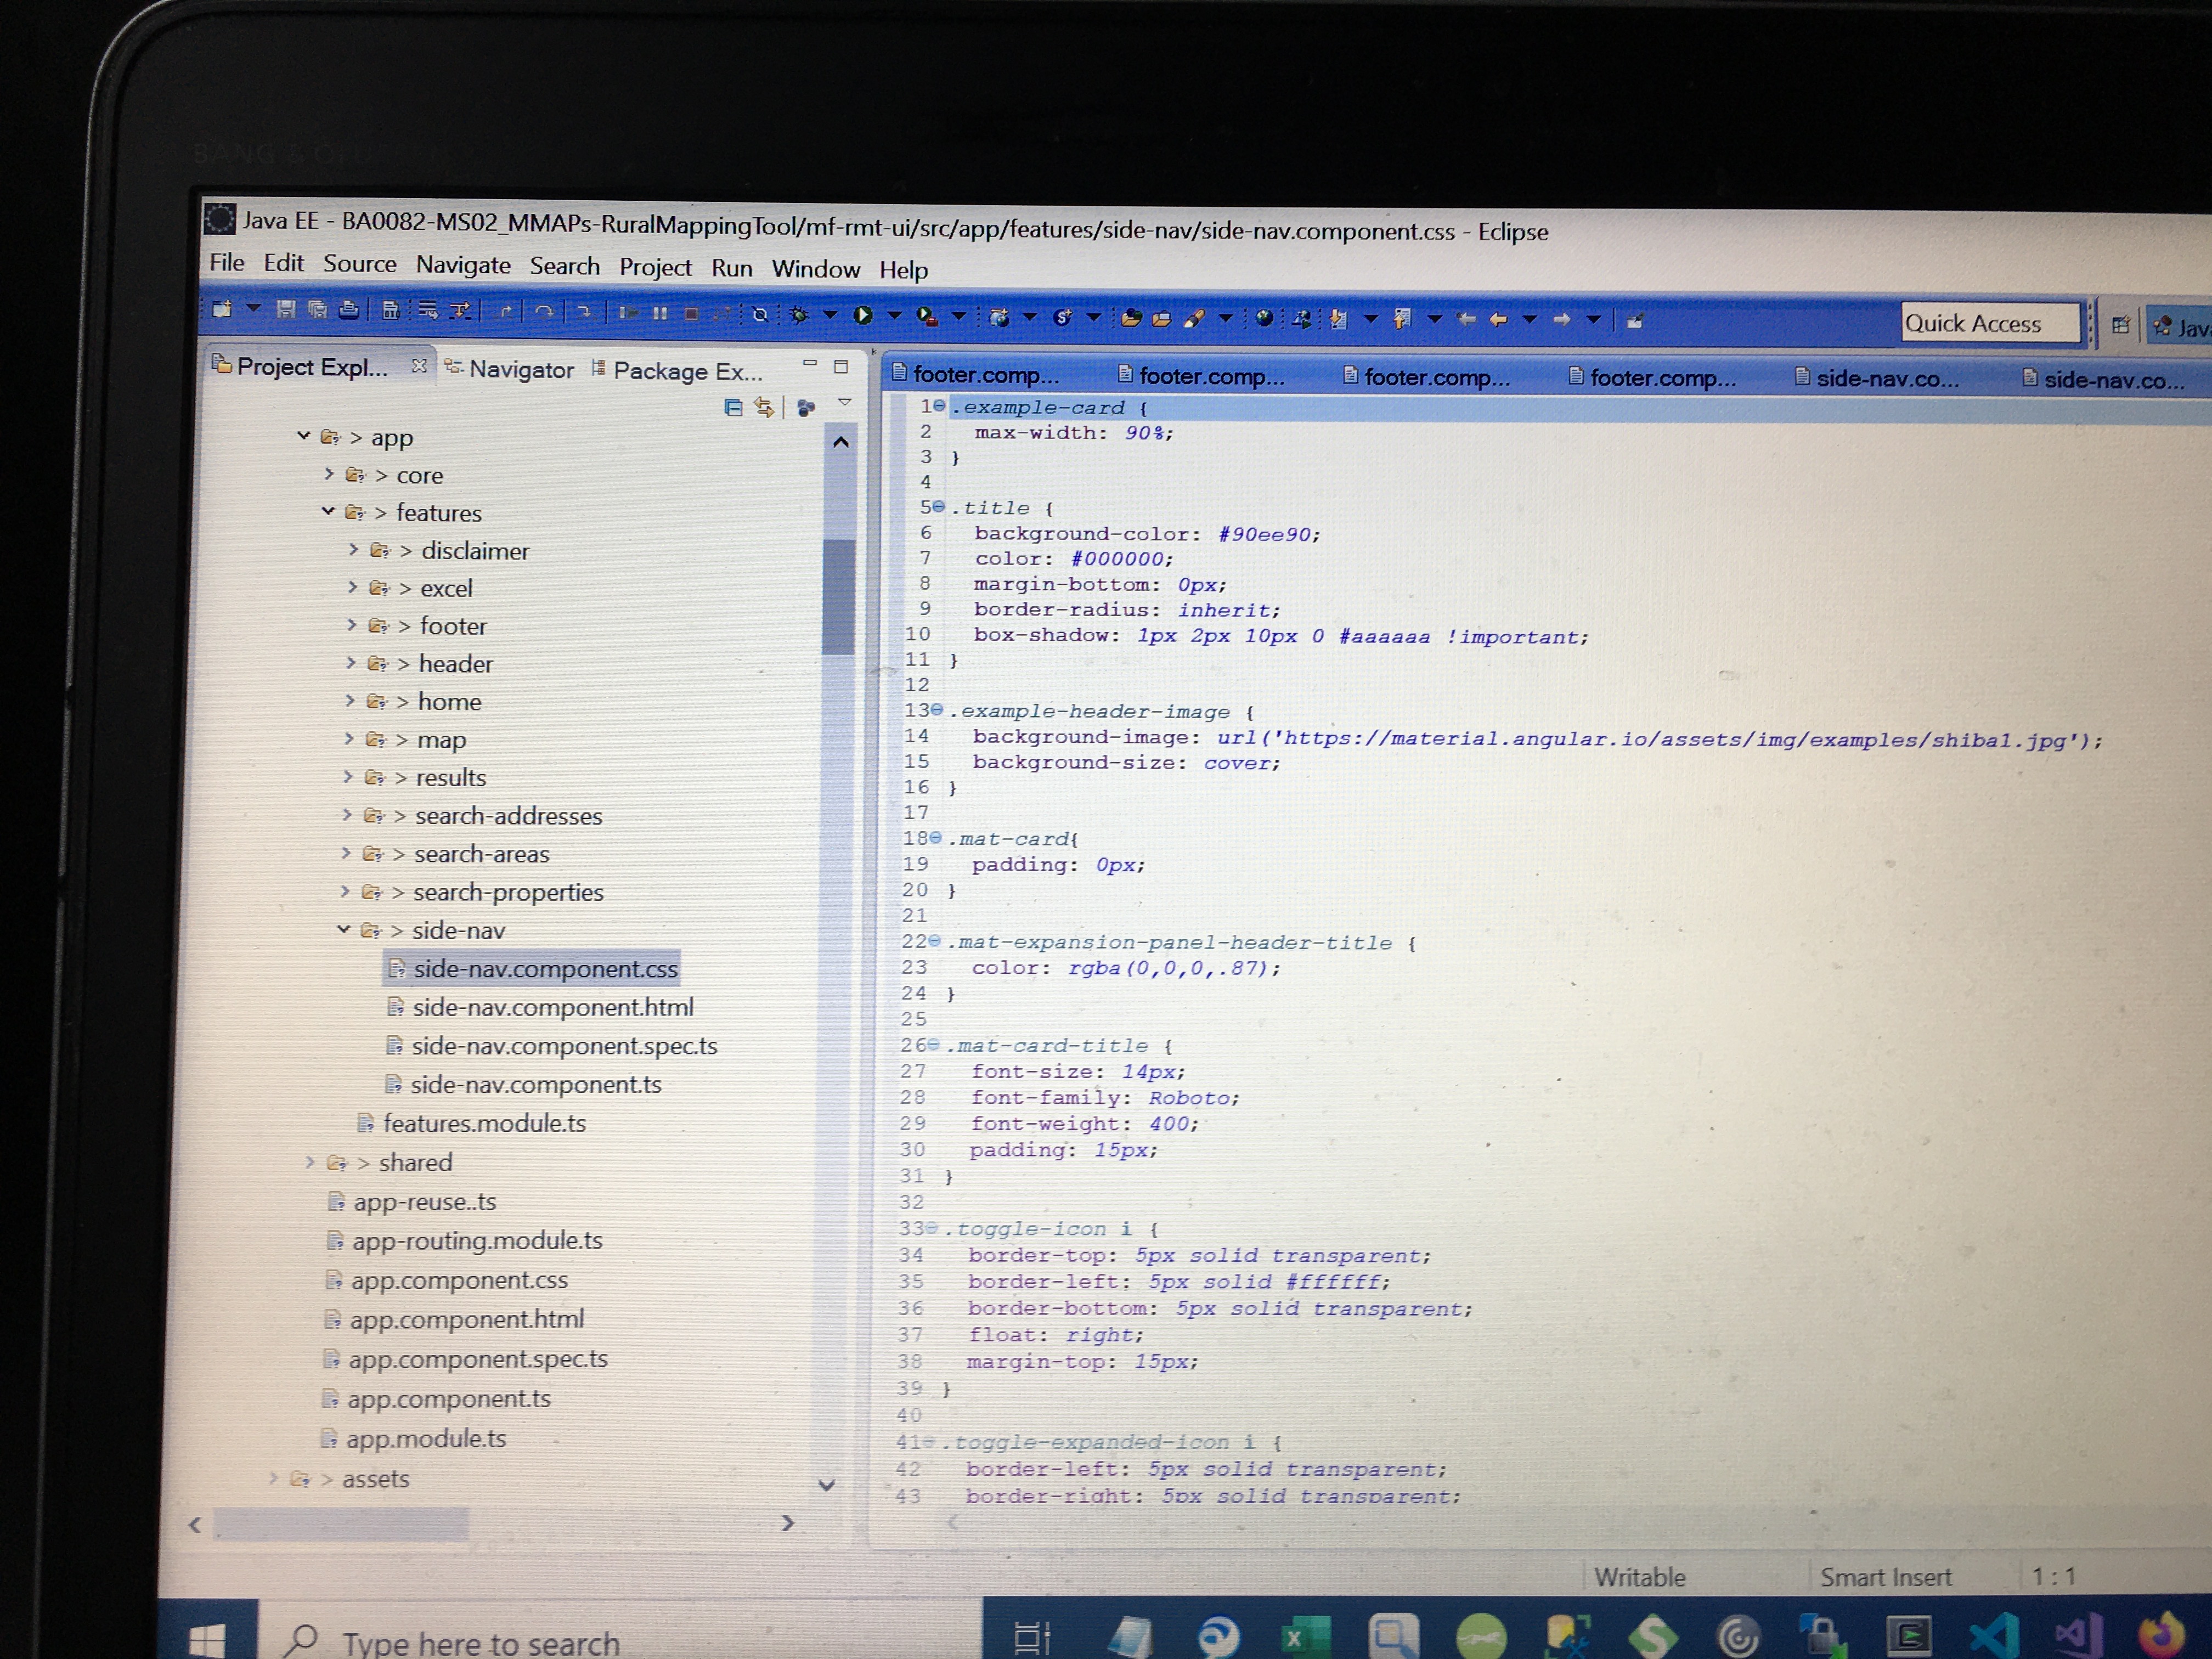 BANG & OLU
Java EE - BA0082-MS02_MMAPs-RuralMappingTool/mf-rmt-ui/src/app/features/side-nav/side-nav.component.css - Eclipse
File Edit Source Navigate Search Project Run Window Help
Quick Access
Jav
Project Expl... Navigator Package Ex...
footer.comp... footer.comp... footer.comp... footer.comp... side-nav.co... side-nav.co...
> app
> core
> features
> disclaimer
> excel
> footer
> header
> home
> map
> results
> search-addresses
> search-areas
> search-properties
> side-nav
side-nav.component.css
side-nav.component.html
side-nav.component.spec.ts
side-nav.component.ts
features.module.ts
> shared
app-reuse..ts
app-routing.module.ts
app.component.css
app.component.html
app.component.spec.ts
app.component.ts
app.module.ts
> assets
1 .example-card {
2 max-width: 90%;
3 }
4
5 .title {
6 background-color: #90ee90;
7 color: #000000;
8 margin-bottom: 0px;
9 border-radius: inherit;
10 box-shadow: 1px 2px 10px 0 #aaaaaa !important;
11 }
12
13 .example-header-image {
14 background-image: url('https://material.angular.io/assets/img/examples/shiba1.jpg');
15 background-size: cover;
16 }
17
18 .mat-card{
19 padding: 0px;
20 }
21
22 .mat-expansion-panel-header-title {
23 color: rgba(0,0,0,.87);
24 }
25
26 .mat-card-title {
27 font-size: 14px;
28 font-family: Roboto;
29 font-weight: 400;
30 padding: 15px;
31 }
32
33 .toggle-icon i {
34 border-top: 5px solid transparent;
35 border-left: 5px solid #ffffff;
36 border-bottom: 5px solid transparent;
37 float: right;
38 margin-top: 15px;
39 }
40
41 .toggle-expanded-icon i {
42 border-left: 5px solid transparent;
43 border-right: 5px solid transparent;
Writable Smart Insert 1 : 1
Type here to search